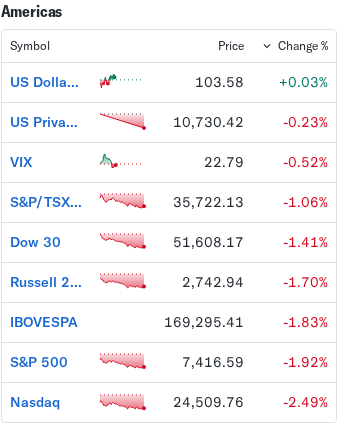 Americas
Symbol Price Change %
US Dolla... 103.58 +0.03%
US Priva... 10,730.42 -0.23%
VIX 22.79 -0.52%
S&P/TSX... 35,722.13 -1.06%
Dow 30 51,608.17 -1.41%
Russell 2... 2,742.94 -1.70%
IBOVESPA 169,295.41 -1.83%
S&P 500 7,416.59 -1.92%
Nasdaq 24,509.76 -2.49%